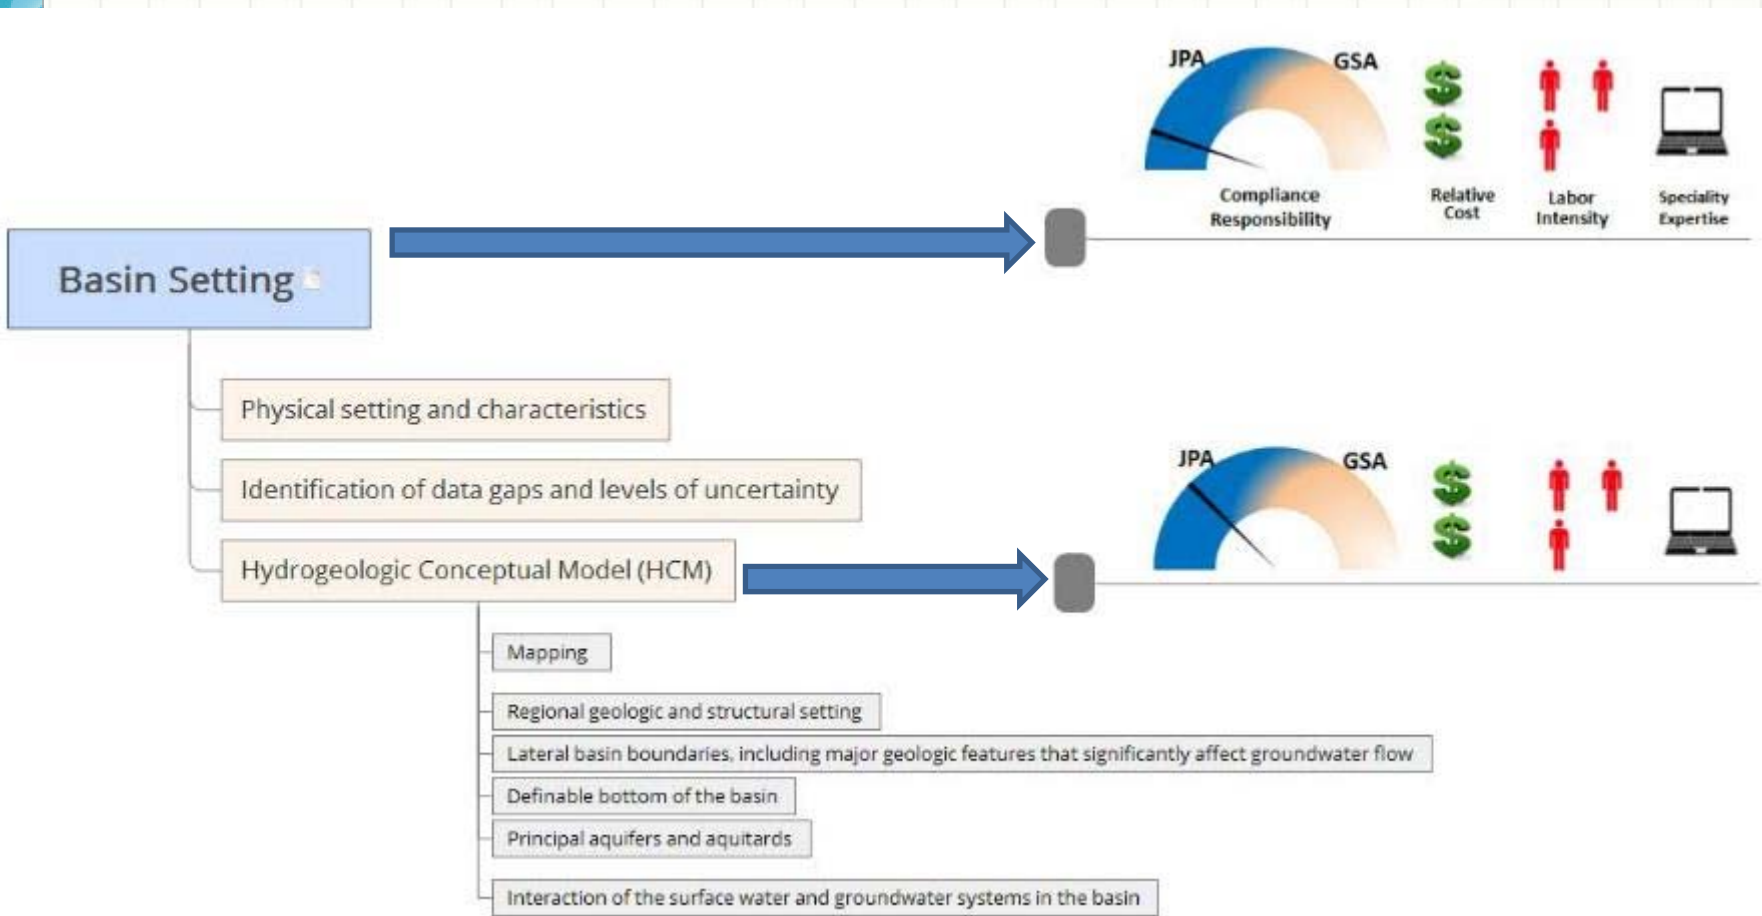 JPA
GSA
Compliance
Responsibility
Relative
Cost
Labor
Intensity
Speciality
Expertise
Basin Setting
Physical setting and characteristics
Identification of data gaps and levels of uncertainty
JPA
GSA
Hydrogeologic Conceptual Model (HCM)
Mapping
Regional geologic and structural setting
Lateral basin boundaries, including major geologic features that significantly affect groundwater flow
Definable bottom of the basin
Principal aquifers and aquitards
Interaction of the surface water and groundwater systems in the basin